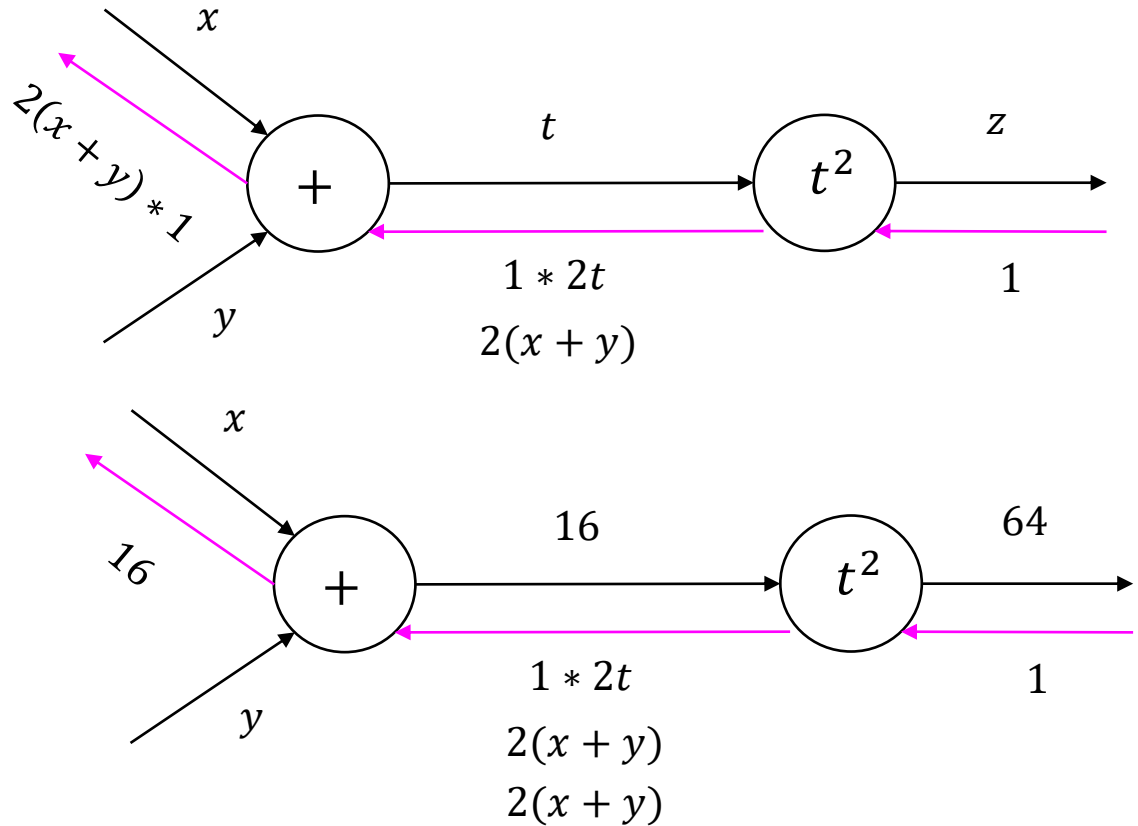 x
2(x + y) * 1
+
y
t
1 * 2t
2(x + y)
t²
z
1
x
16
+
y
16
1 * 2t
2(x + y)
2(x + y)
t²
64
1